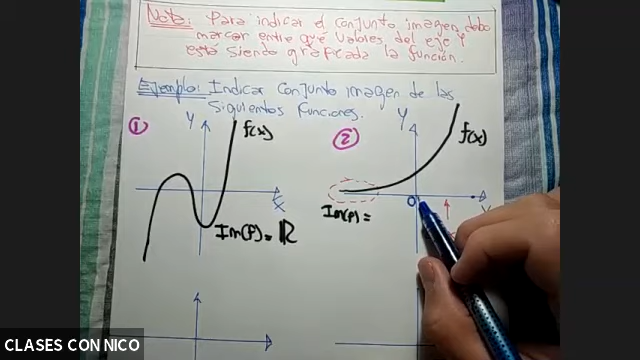 Nota: Para indicar el conjunto imagen, debo
marcar entre qué valores del eje y
está siendo graficada la función.
Ejemplo: Indicar conjunto imagen de las
siguientes funciones.
1
Y
f(x)
X
Im(f)= ℝ
2
Y
f(x)
0
X
Im(f)=
CLASES CON NICO